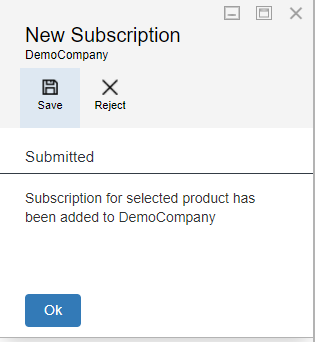 New Subscription
DemoCompany
Save
Reject
Submitted
Subscription for selected product has
been added to DemoCompany
Ok